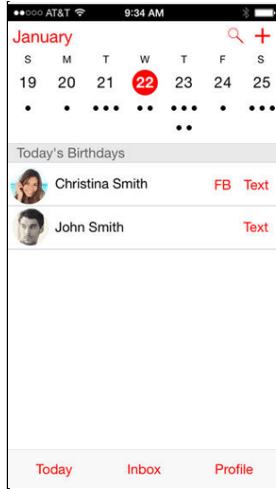 AT&T 9:34 AM
January
S M T W T F S
19 20 21 22 23 24 25
Today's Birthdays
Christina Smith FB Text
John Smith Text
Today Inbox Profile